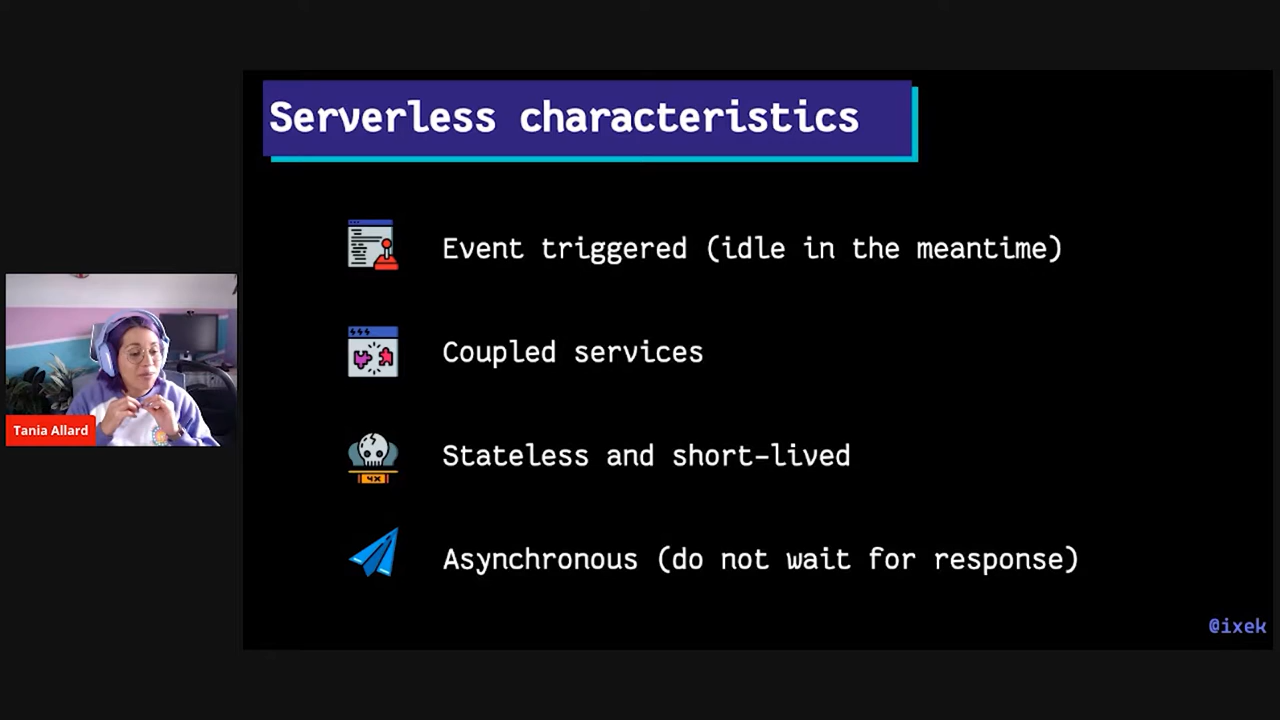 Serverless characteristics
Event triggered (idle in the meantime)
Coupled services
Stateless and short-lived
4X
Asynchronous (do not wait for response)
Tania Allard
@ixek